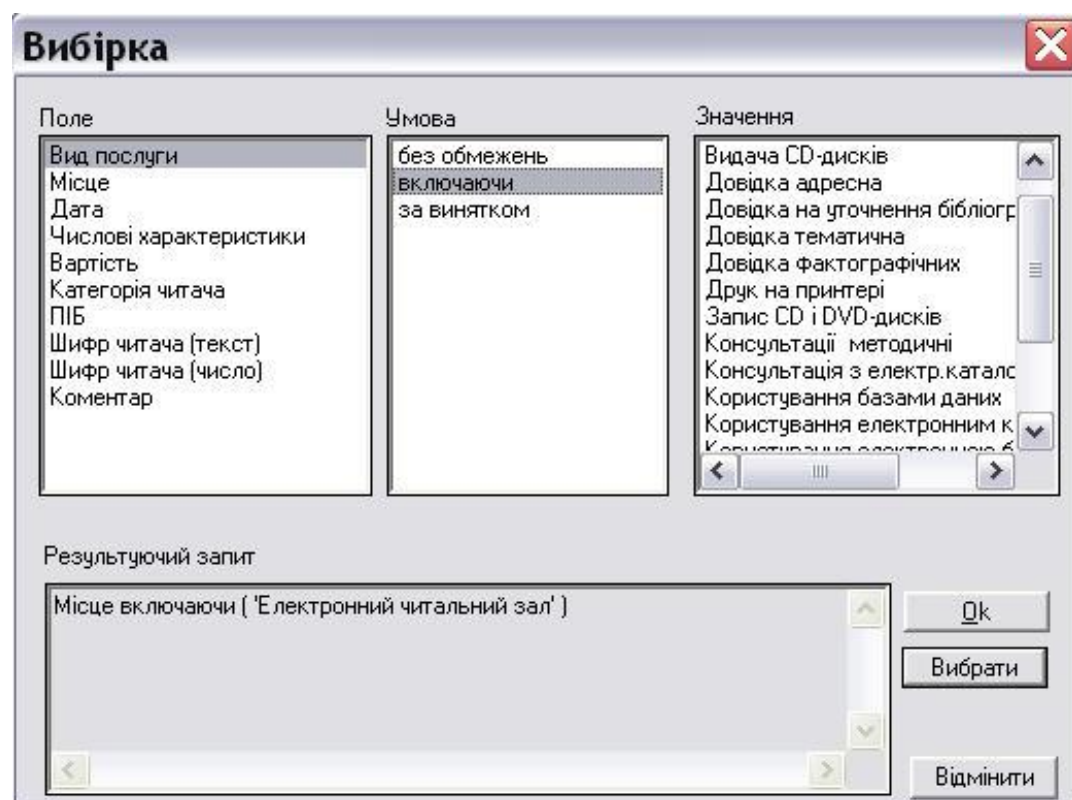 Вибірка
Поле
Умова
Значення
Вид послуги
Місце
Дата
Числові характеристики
Вартість
Категорія читача
ПІБ
Шифр читача (текст)
Шифр читача (число)
Коментар
без обмежень
включаючи
за винятком
Видача CD-дисків
Довідка адресна
Довідка на уточнення бібліогр
Довідка тематична
Довідка фактографічних
Друк на принтері
Запис CD і DVD-дисків
Консультації методичні
Консультація з електр.катало
Користування базами даних
Користування електронним к
Користування електронною б
Результуючий запит
Місце включаючи ( 'Електронний читальний зал' )
Ok
Вибрати
Відмінити